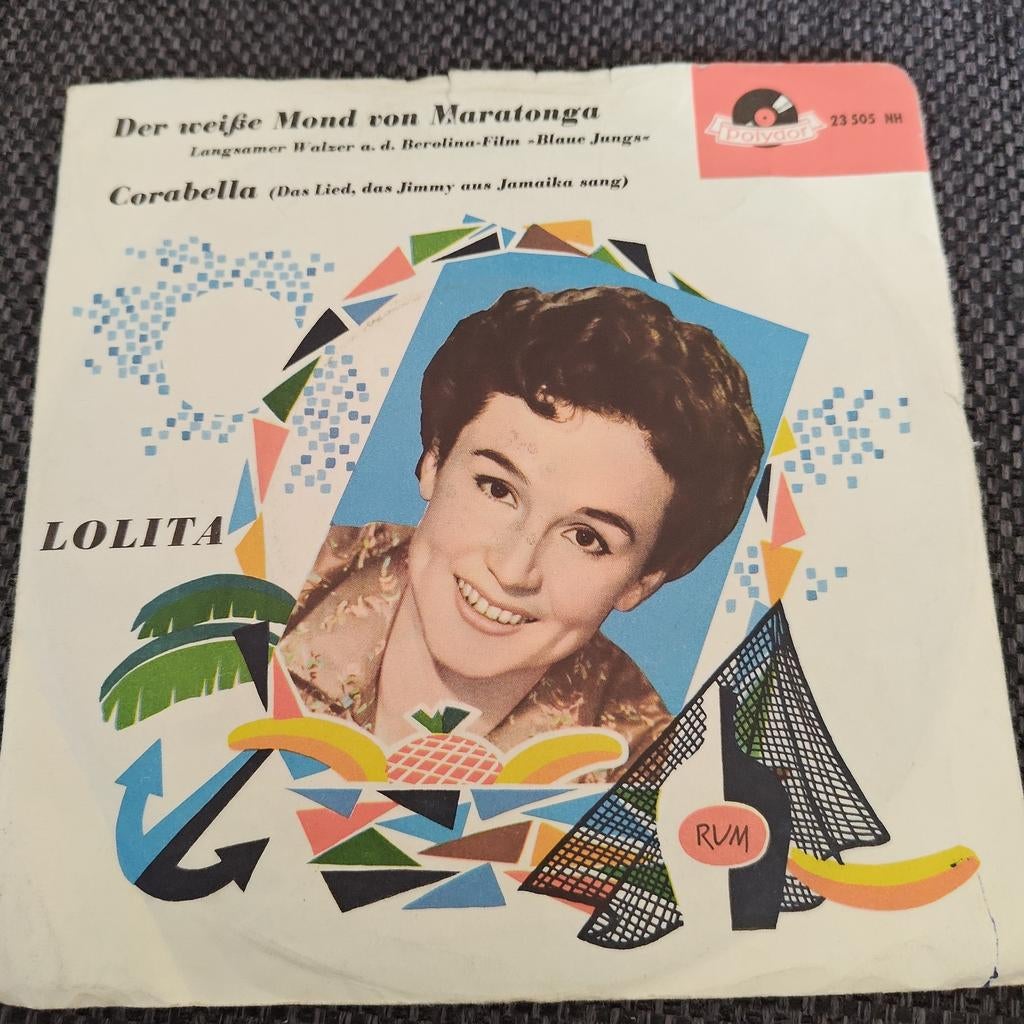 Der weiße Mond von Maratonga
Langsamer Walzer a. d. Berolina-Film »Blaue Jungs«
Corabella (Das Lied, das Jimmy aus Jamaika sang)
Polydor
23 505 NH
LOLITA
RUM